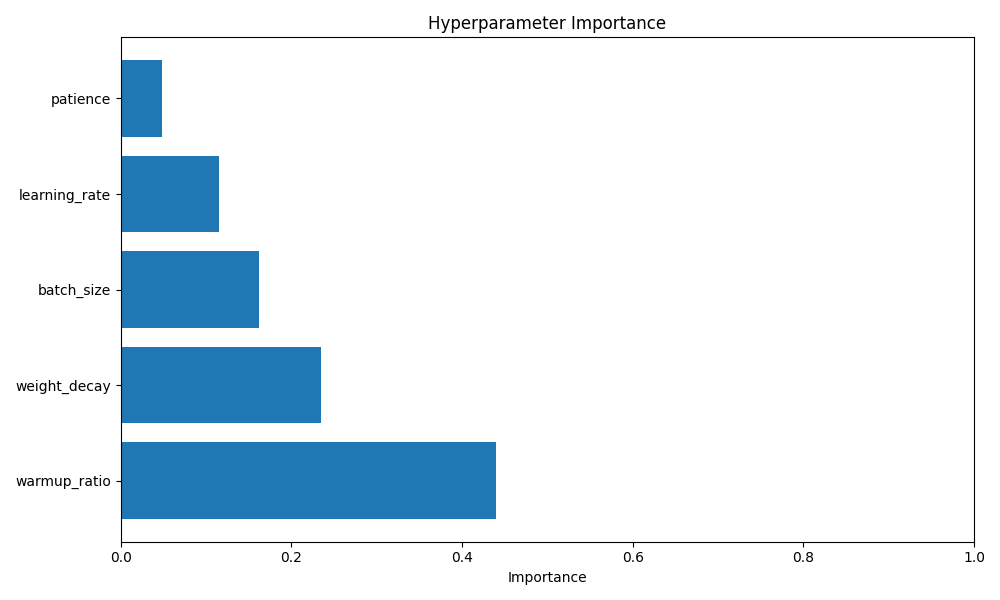 Hyperparameter Importance
patience
learning_rate
batch_size
weight_decay
warmup_ratio
0.0 0.2 0.4 0.6 0.8 1.0
Importance